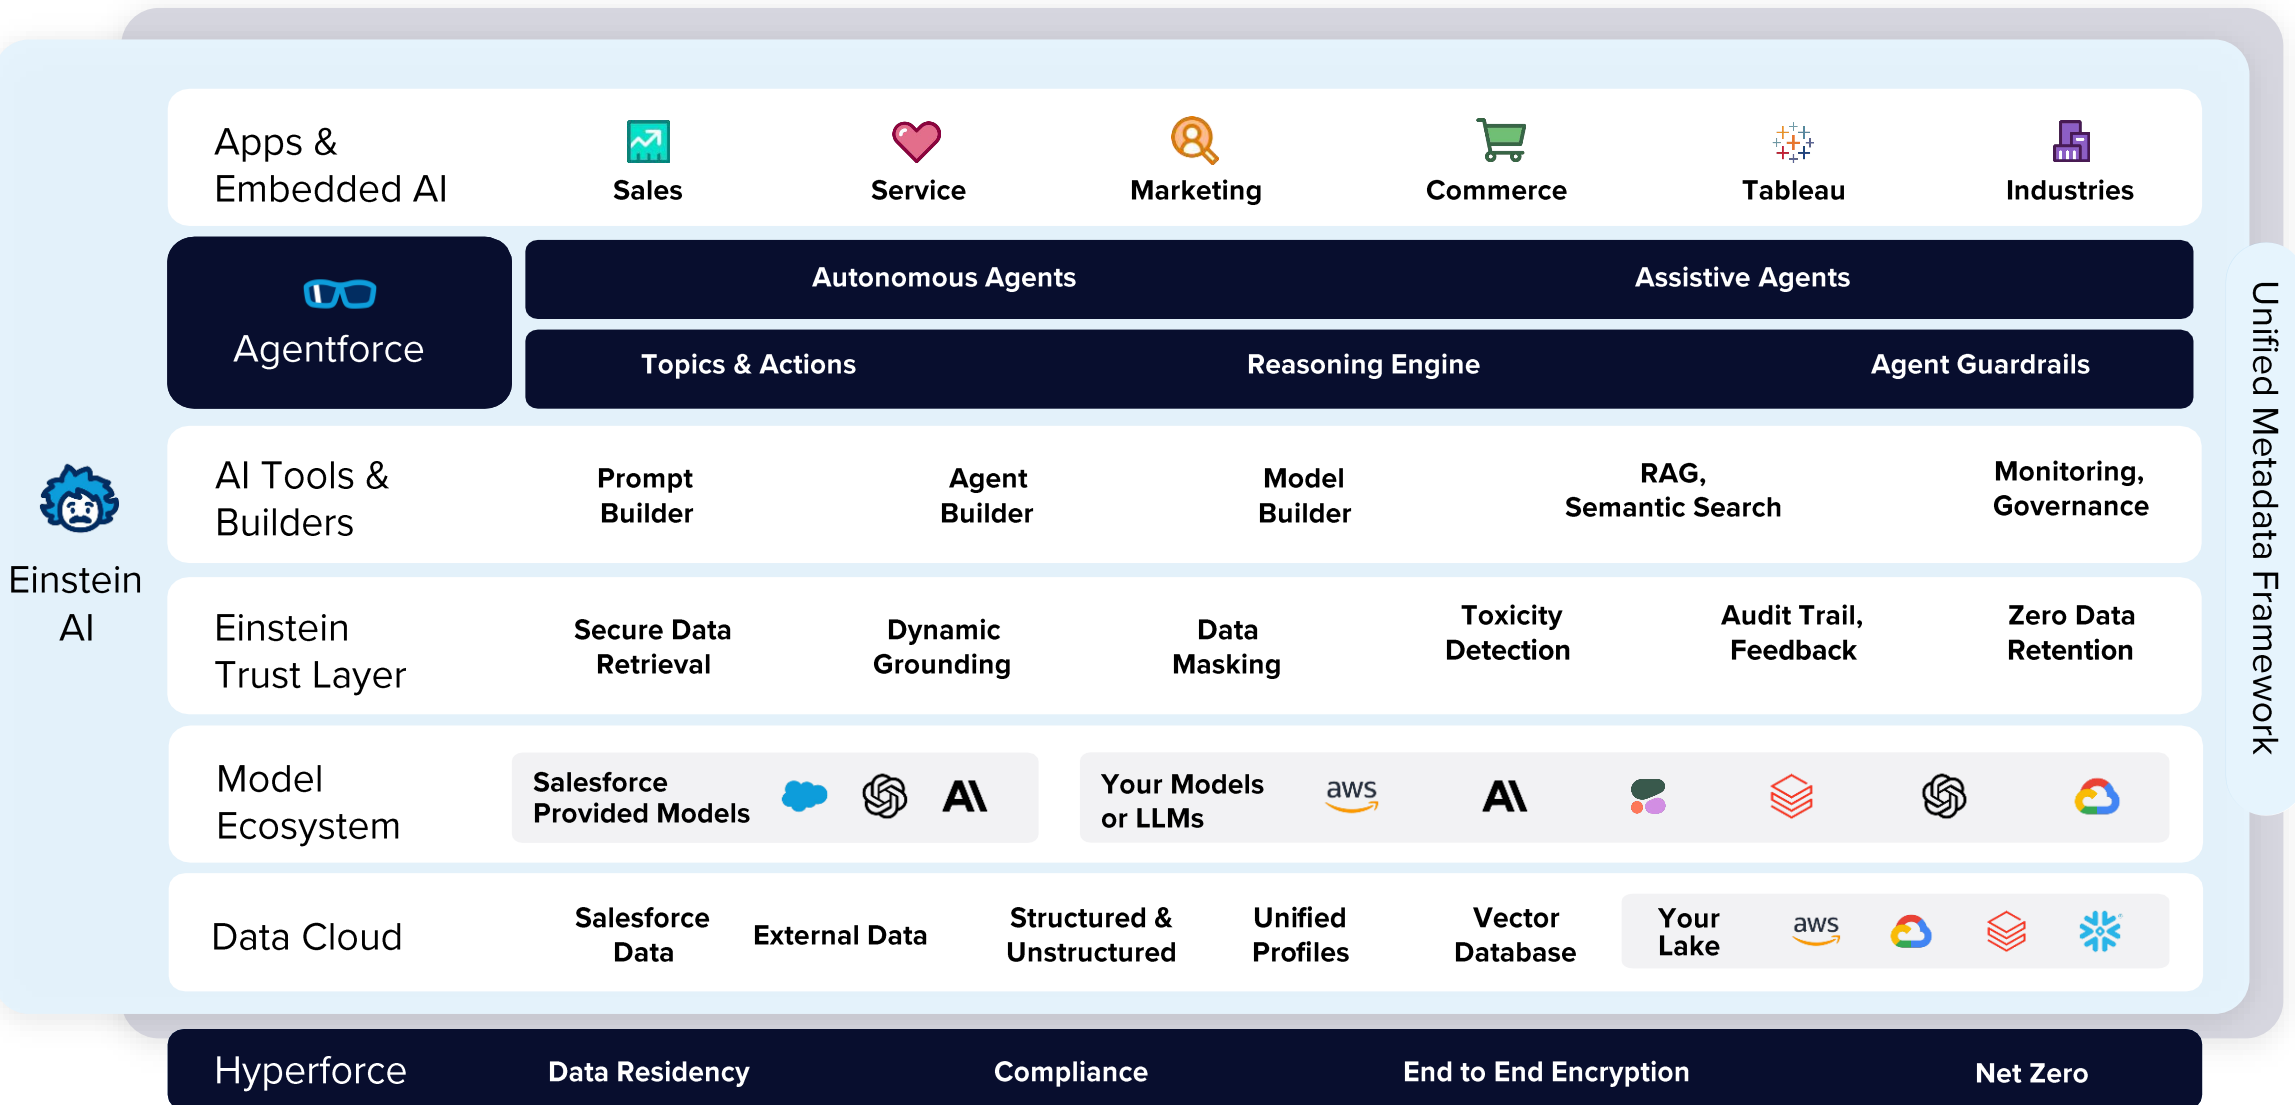 Apps &
Embedded AI
Sales
Service
Marketing
Commerce
Tableau
Industries
Agentforce
Autonomous Agents
Assistive Agents
Topics & Actions
Reasoning Engine
Agent Guardrails
Einstein
AI
AI Tools &
Builders
Prompt
Builder
Agent
Builder
Model
Builder
RAG,
Semantic Search
Monitoring,
Governance
Einstein
Trust Layer
Secure Data
Retrieval
Dynamic
Grounding
Data
Masking
Toxicity
Detection
Audit Trail,
Feedback
Zero Data
Retention
Model
Ecosystem
Salesforce
Provided Models
AI
Your Models
or LLMs
aws
AI
Data Cloud
Salesforce
Data
External Data
Structured &
Unstructured
Unified
Profiles
Vector
Database
Your
Lake
aws
Unified Metadata Framework
Hyperforce
Data Residency
Compliance
End to End Encryption
Net Zero